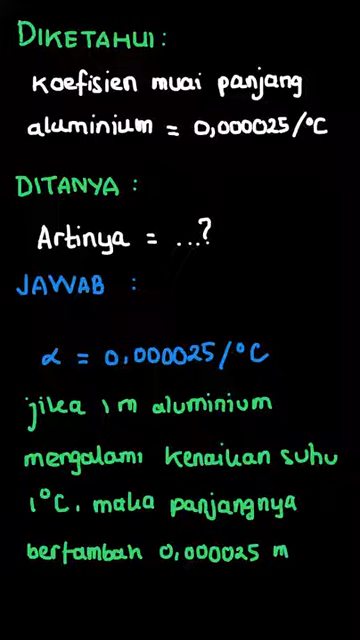 DIKETAHUI :
Koefisien muai panjang
aluminium = 0,000025/°C
DITANYA :
Artinya = ...?
JAWAB :
α = 0,000025/°C
jika 1 m aluminium
mengalami kenaikan suhu
1°C, maka panjangnya
bertambah 0,000025 m